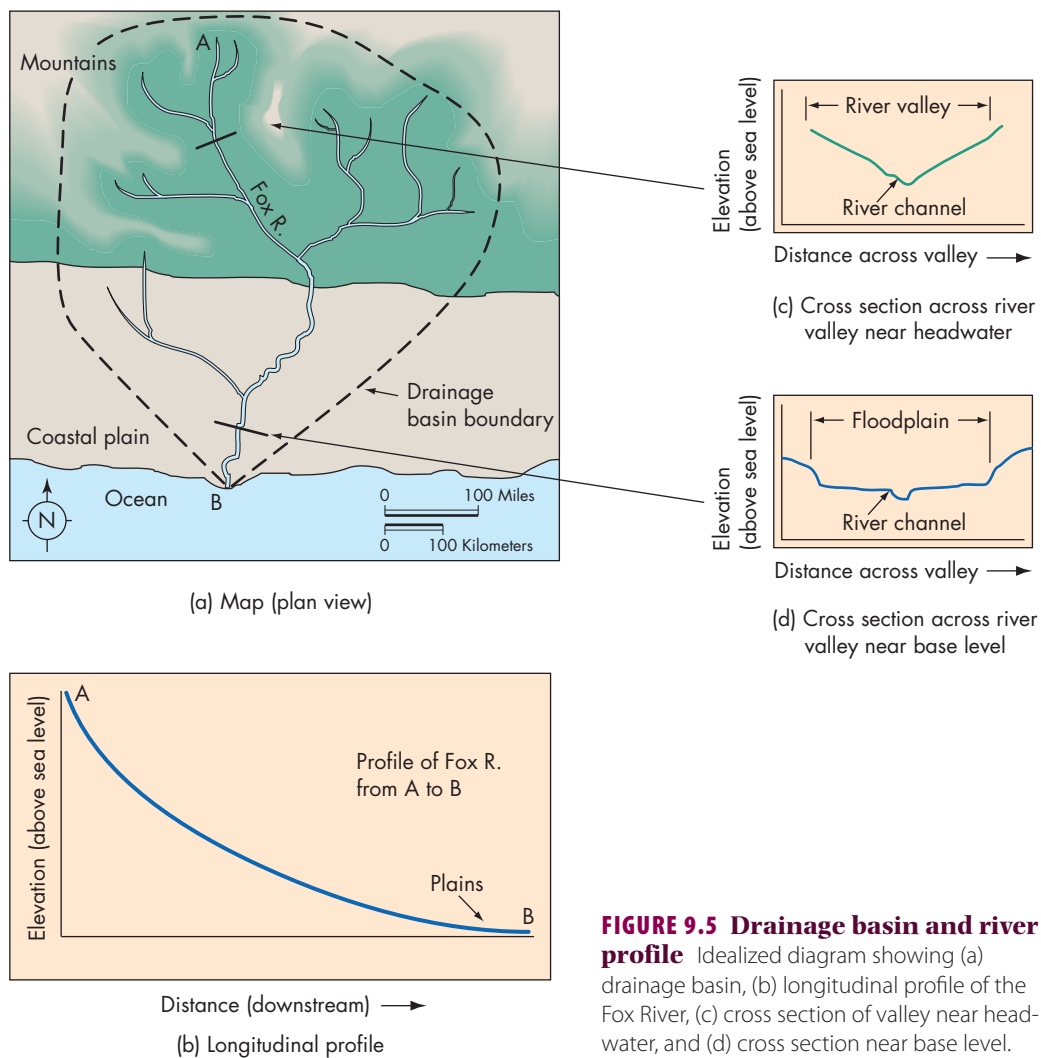 Mountains
A
Fox R.
Drainage
basin boundary
Coastal plain
Ocean
B
N
0 100 Miles
0 100 Kilometers
(a) Map (plan view)
Elevation
(above sea level)
River valley
River channel
Distance across valley
(c) Cross section across river
valley near headwater
Elevation
(above sea level)
Floodplain
River channel
Distance across valley
(d) Cross section across river
valley near base level
Elevation (above sea level)
A
Profile of Fox R.
from A to B
Plains
B
Distance (downstream)
(b) Longitudinal profile
FIGURE 9.5 Drainage basin and river
profile Idealized diagram showing (a)
drainage basin, (b) longitudinal profile of the
Fox River, (c) cross section of valley near head-
water, and (d) cross section near base level.